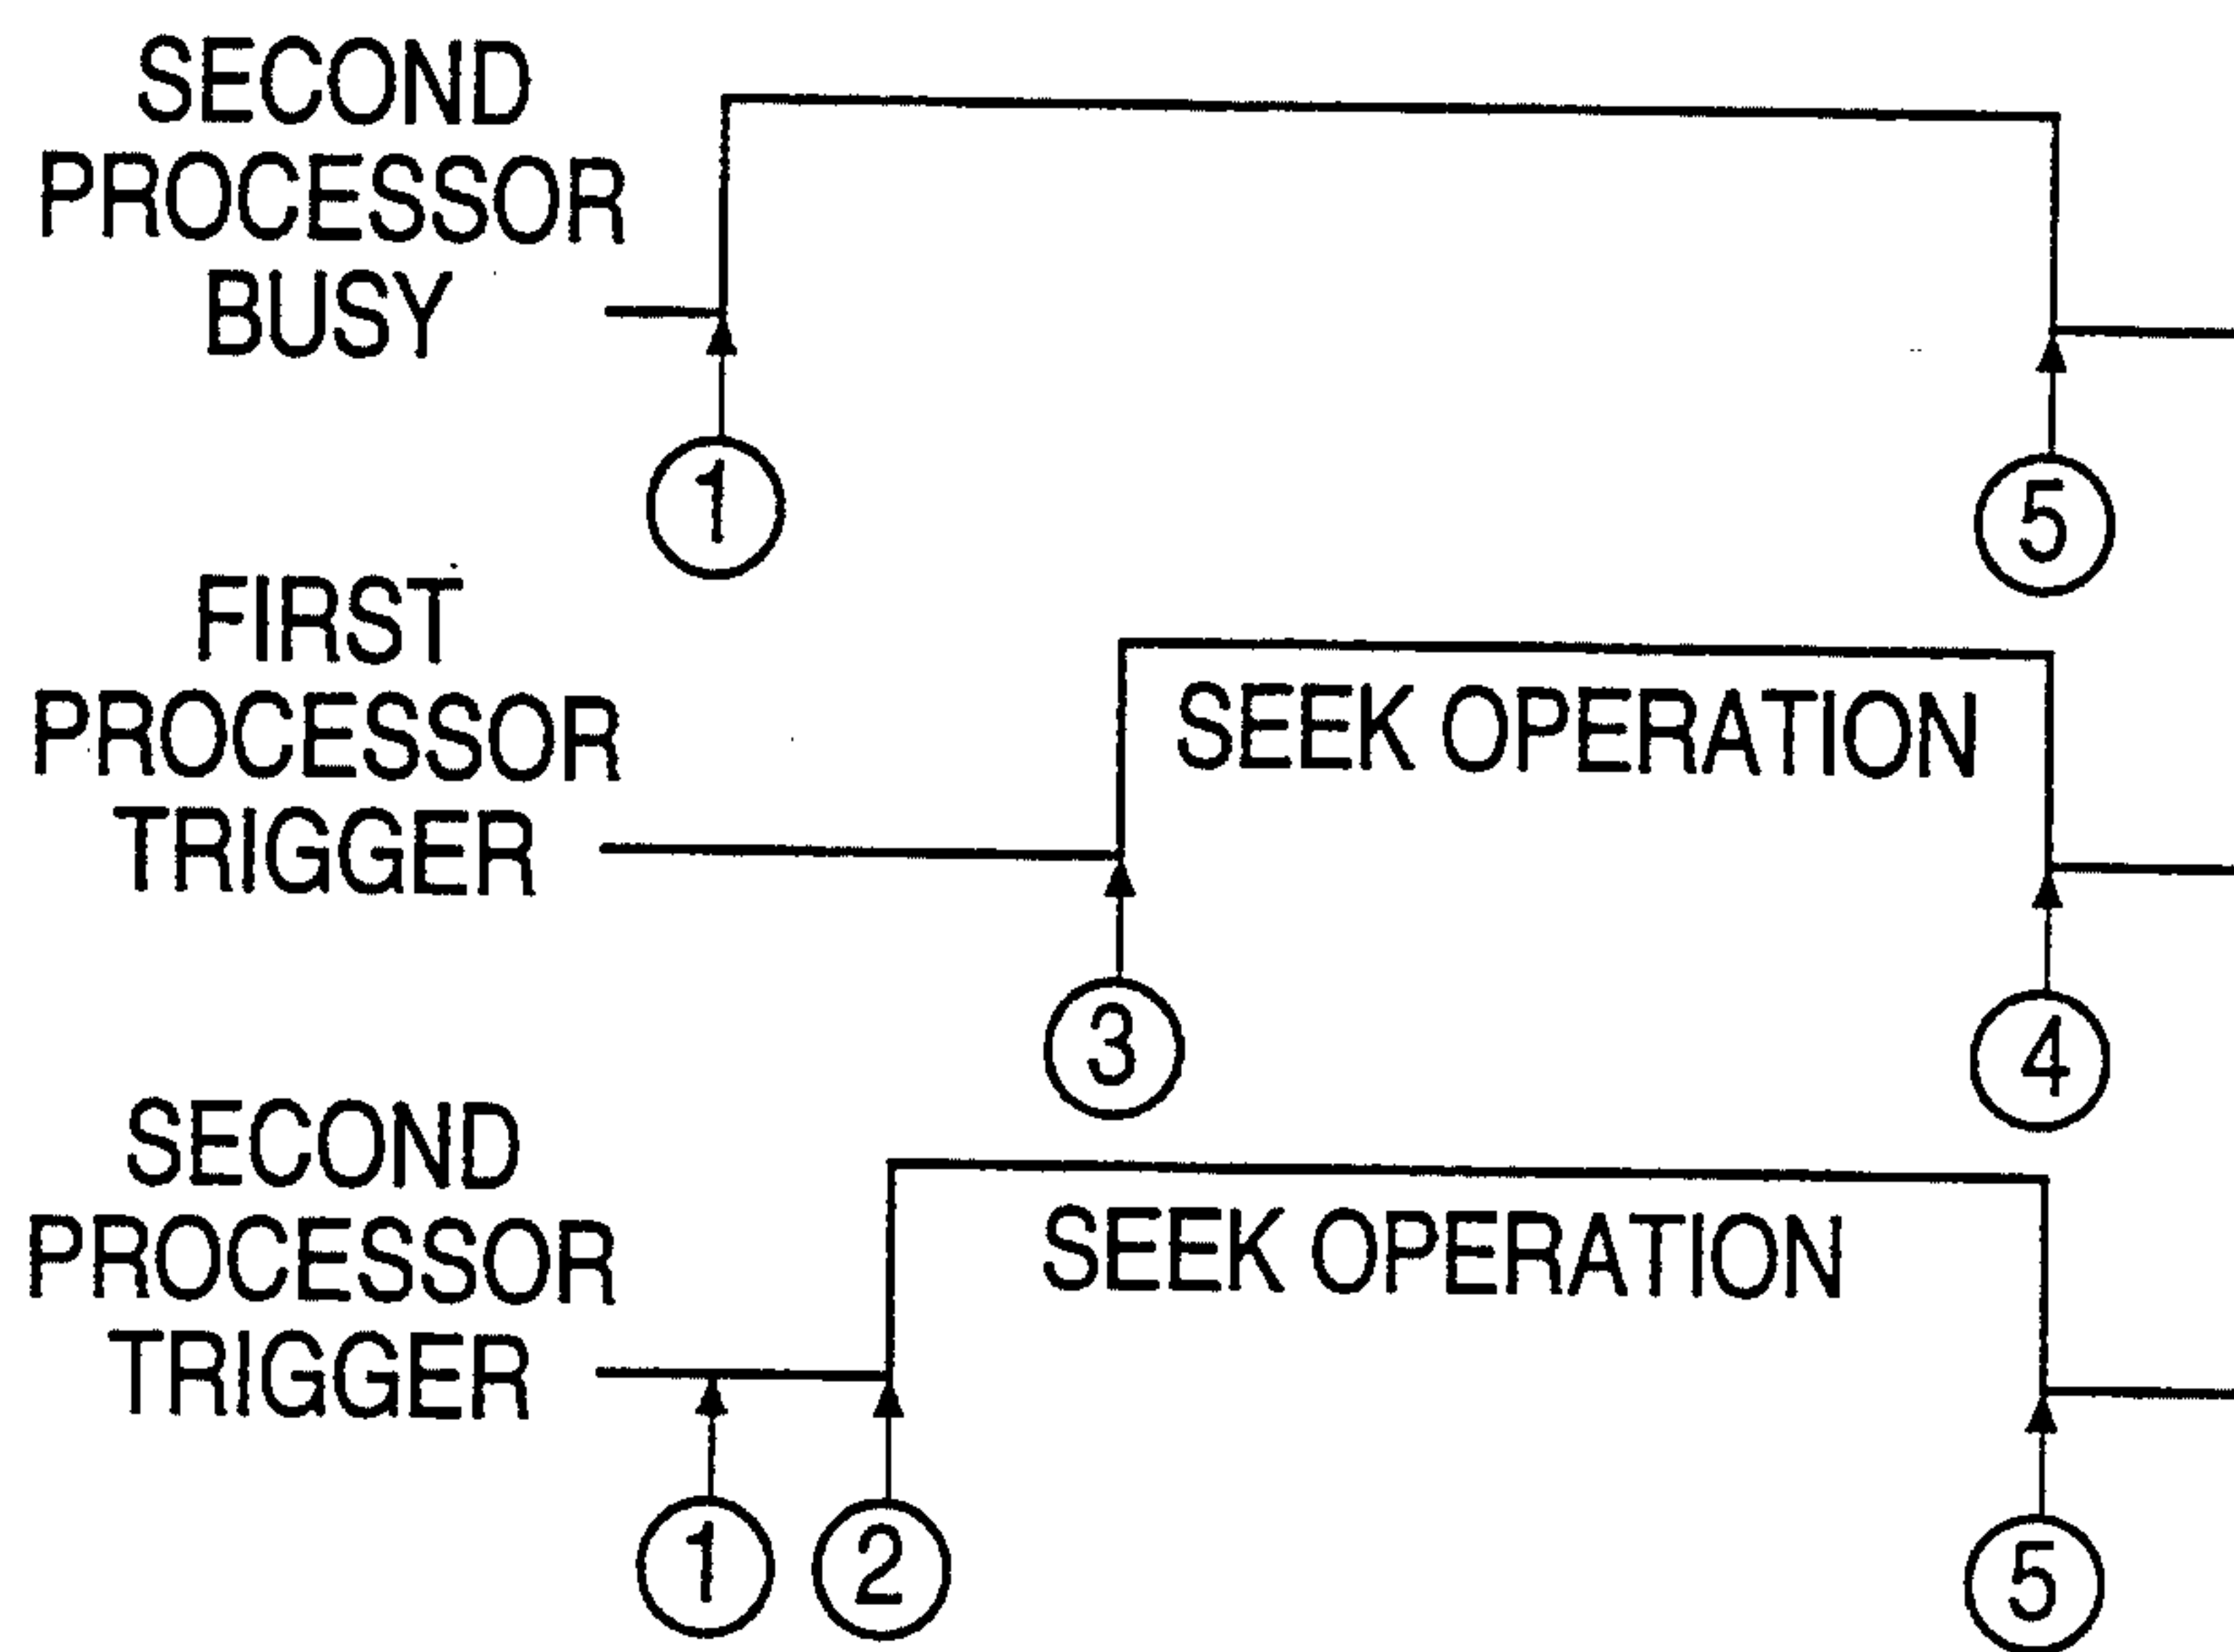 SECOND
PROCESSOR
BUSY
1
5
FIRST
PROCESSOR
TRIGGER
SEEK OPERATION
3
4
SECOND
PROCESSOR
TRIGGER
SEEK OPERATION
1
2
5